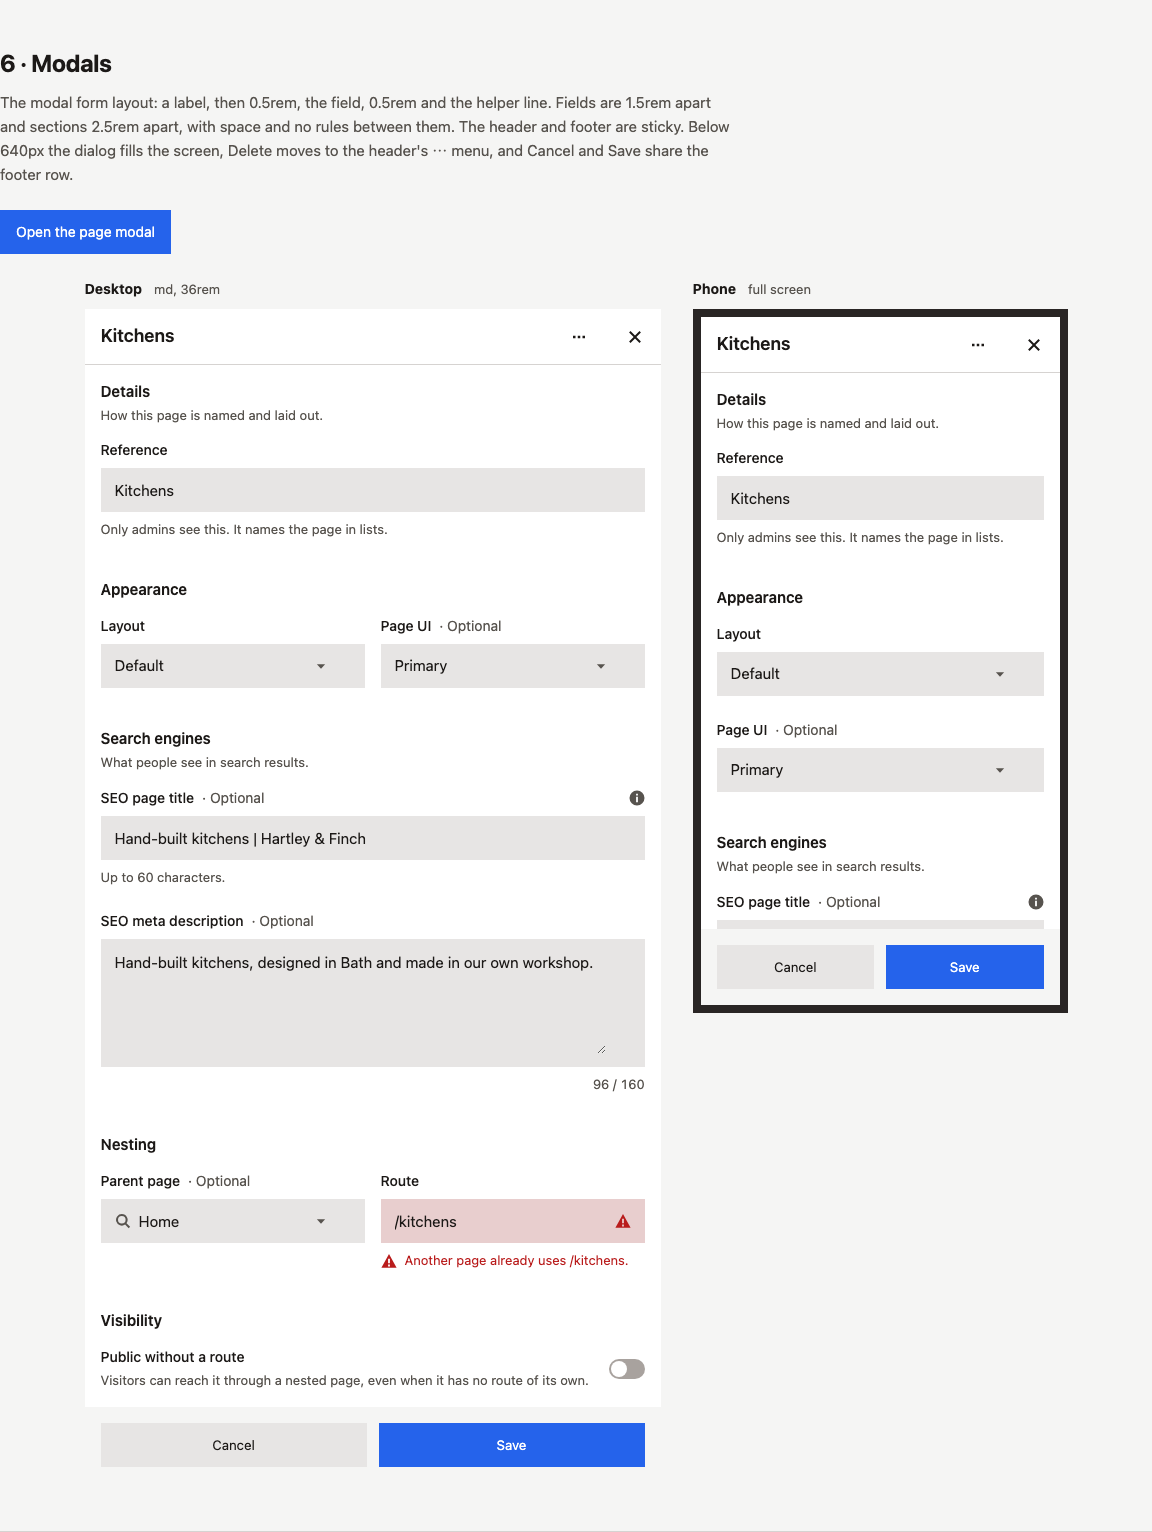 6 · Modals
The modal form layout: a label, then 0.5rem, the field, 0.5rem and the helper line. Fields are 1.5rem apart
and sections 2.5rem apart, with space and no rules between them. The header and footer are sticky. Below
640px the dialog fills the screen, Delete moves to the header's ··· menu, and Cancel and Save share the
footer row.
Open the page modal
Desktop md, 36rem
Kitchens
Details
How this page is named and laid out.
Reference
Kitchens
Only admins see this. It names the page in lists.
Appearance
Layout
Page UI · Optional
Default
Primary
Search engines
What people see in search results.
SEO page title · Optional
Hand-built kitchens | Hartley & Finch
Up to 60 characters.
SEO meta description · Optional
Hand-built kitchens, designed in Bath and made in our own workshop.
96 / 160
Nesting
Parent page · Optional
Route
Home
/kitchens
Another page already uses /kitchens.
Visibility
Public without a route
Visitors can reach it through a nested page, even when it has no route of its own.
Cancel
Save
Phone full screen
Kitchens
Details
How this page is named and laid out.
Reference
Kitchens
Only admins see this. It names the page in lists.
Appearance
Layout
Default
Page UI · Optional
Primary
Search engines
What people see in search results.
SEO page title · Optional
Cancel
Save